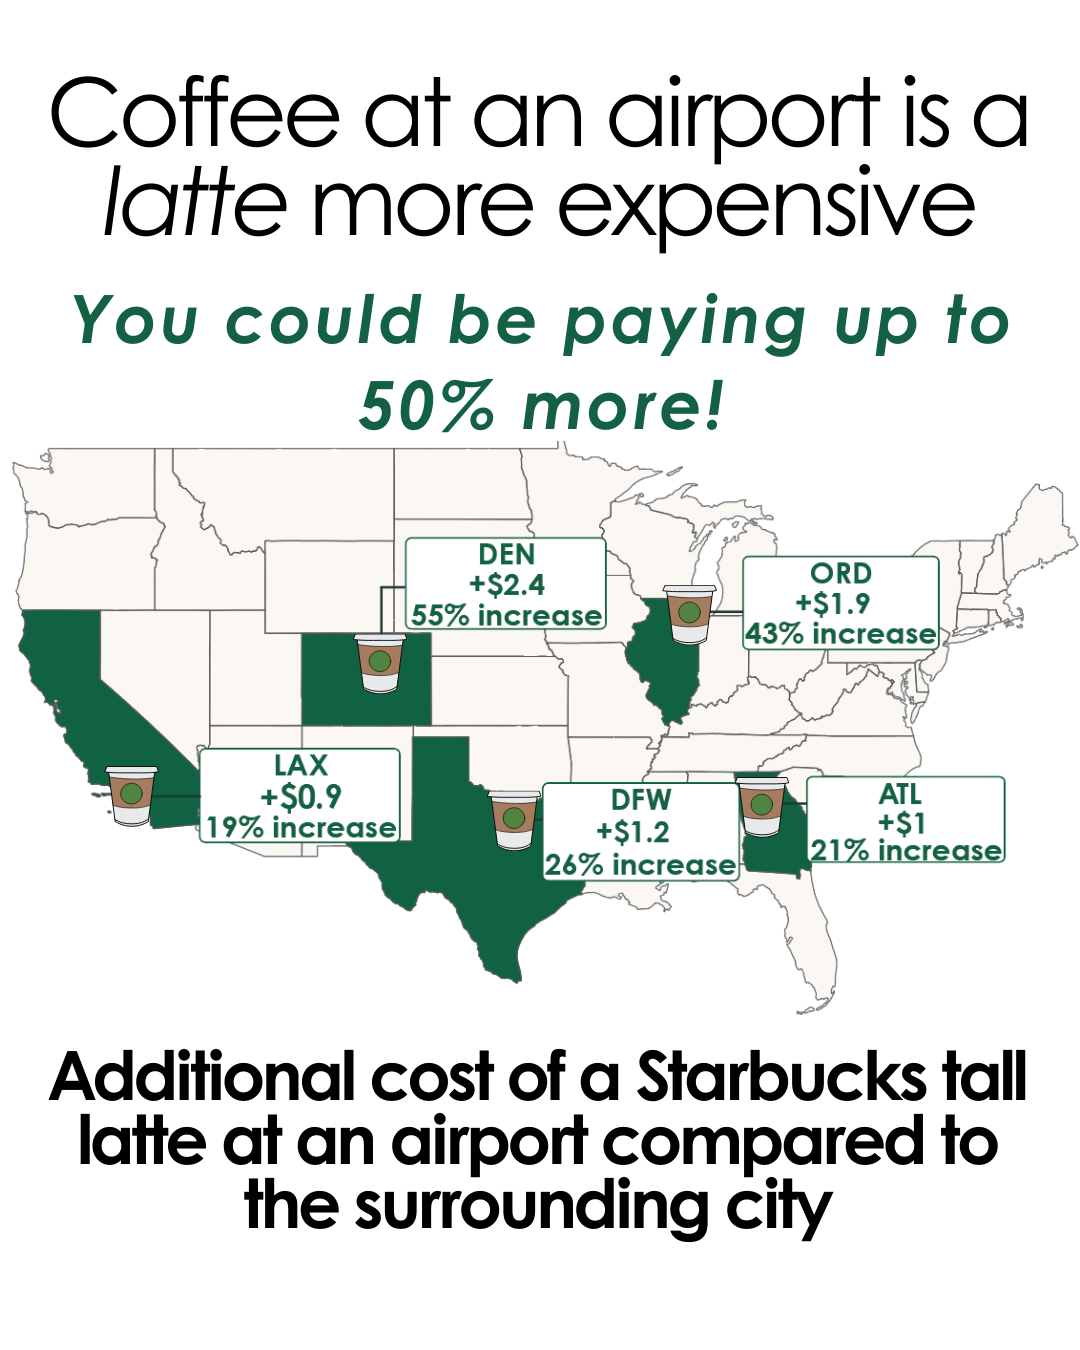 Coffee at an airport is a
latte more expensive
You could be paying up to
50% more!
DEN
+$2.4
55% increase
ORD
+$1.9
43% increase
LAX
+$0.9
19% increase
DFW
+$1.2
26% increase
ATL
+$1
21% increase
Additional cost of a Starbucks tall
latte at an airport compared to
the surrounding city